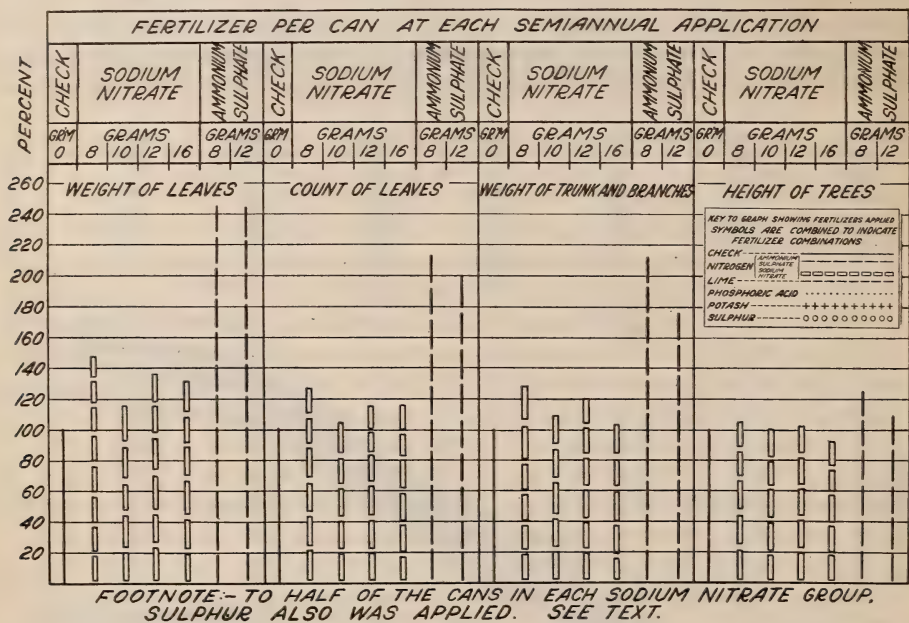 FERTILIZER PER CAN AT EACH SEMIANNUAL APPLICATION
PERCENT
CHECK SODIUM NITRATE AMMONIUM SULPHATE CHECK SODIUM NITRATE AMMONIUM SULPHATE CHECK SODIUM NITRATE AMMONIUM SULPHATE CHECK SODIUM NITRATE AMMONIUM SULPHATE
GRM GRAMS GRAMS GRM GRAMS GRAMS GRM GRAMS GRAMS GRM GRAMS GRAMS
0 8 10 12 16 8 12 0 8 10 12 16 8 12 0 8 10 12 16 8 12 0 8 10 12 16 8 12
WEIGHT OF LEAVES COUNT OF LEAVES WEIGHT OF TRUNK AND BRANCHES HEIGHT OF TREES
260
240
220
200
180
160
140
120
100
80
60
40
20
KEY TO GRAPH SHOWING FERTILIZERS APPLIED
SYMBOLS ARE COMBINED TO INDICATE
FERTILIZER COMBINATIONS
CHECK
NITROGEN AMMONIUM SULPHATE
SODIUM NITRATE
LIME
PHOSPHORIC ACID
POTASH
SULPHUR
FOOTNOTE:- TO HALF OF THE CANS IN EACH SODIUM NITRATE GROUP,
SULPHUR ALSO WAS APPLIED. SEE TEXT.